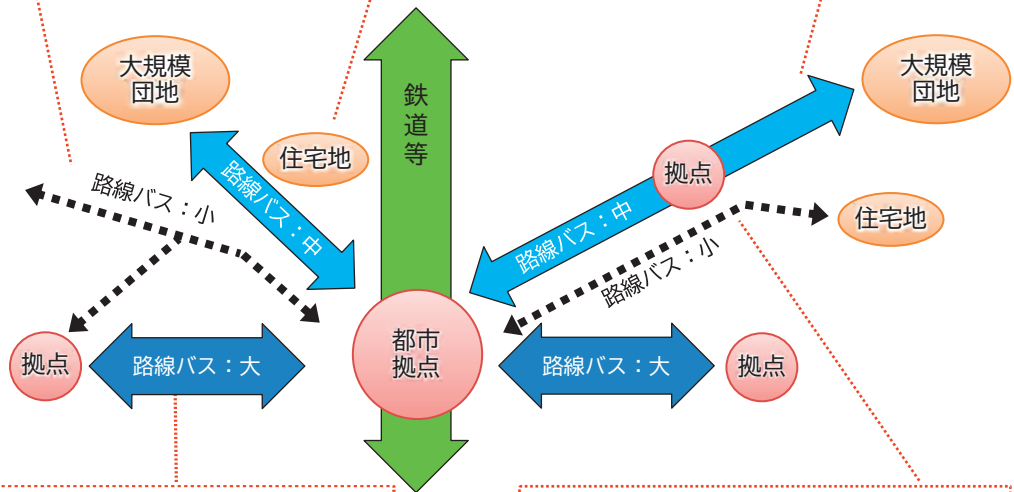 大規模
団地
鉄道等
大規模
団地
住宅地
拠点
路線バス：中
路線バス：小
路線バス：中
住宅地
路線バス：小
都市
拠点
拠点
路線バス：大
路線バス：大
拠点